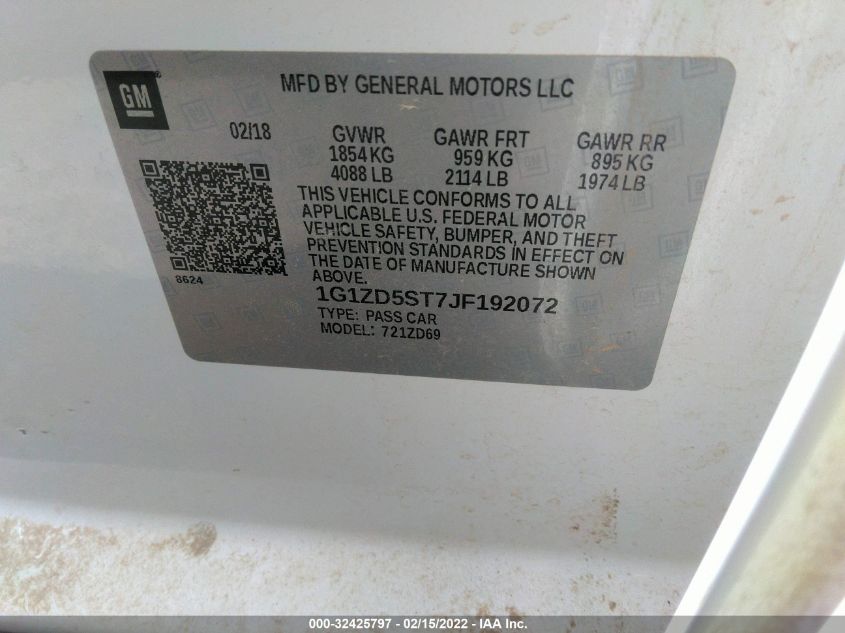 GM
MFD BY GENERAL MOTORS LLC
02/18 GVWR GAWR FRT GAWR RR
1854 KG 959 KG 895 KG
4088 LB 2114 LB 1974 LB
THIS VEHICLE CONFORMS TO ALL
APPLICABLE U.S. FEDERAL MOTOR
VEHICLE SAFETY, BUMPER, AND THEFT
PREVENTION STANDARDS IN EFFECT ON
THE DATE OF MANUFACTURE SHOWN
ABOVE.
8624
1G1ZD5ST7JF192072
TYPE: PASS CAR
MODEL: 721ZD69
000-32425797 - 02/15/2022 - IAA Inc.